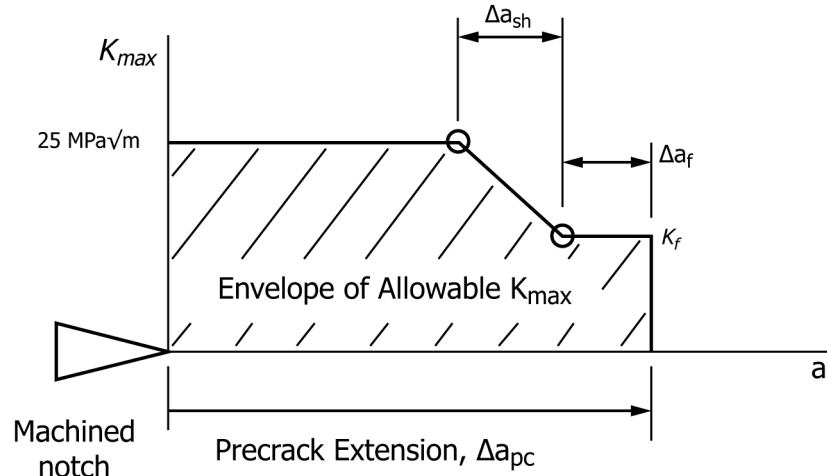 Δa_sh
K_max
25 MPa√m
Δa_f
K_f
Envelope of Allowable K_max
a
Machined
notch
Precrack Extension, Δa_pc